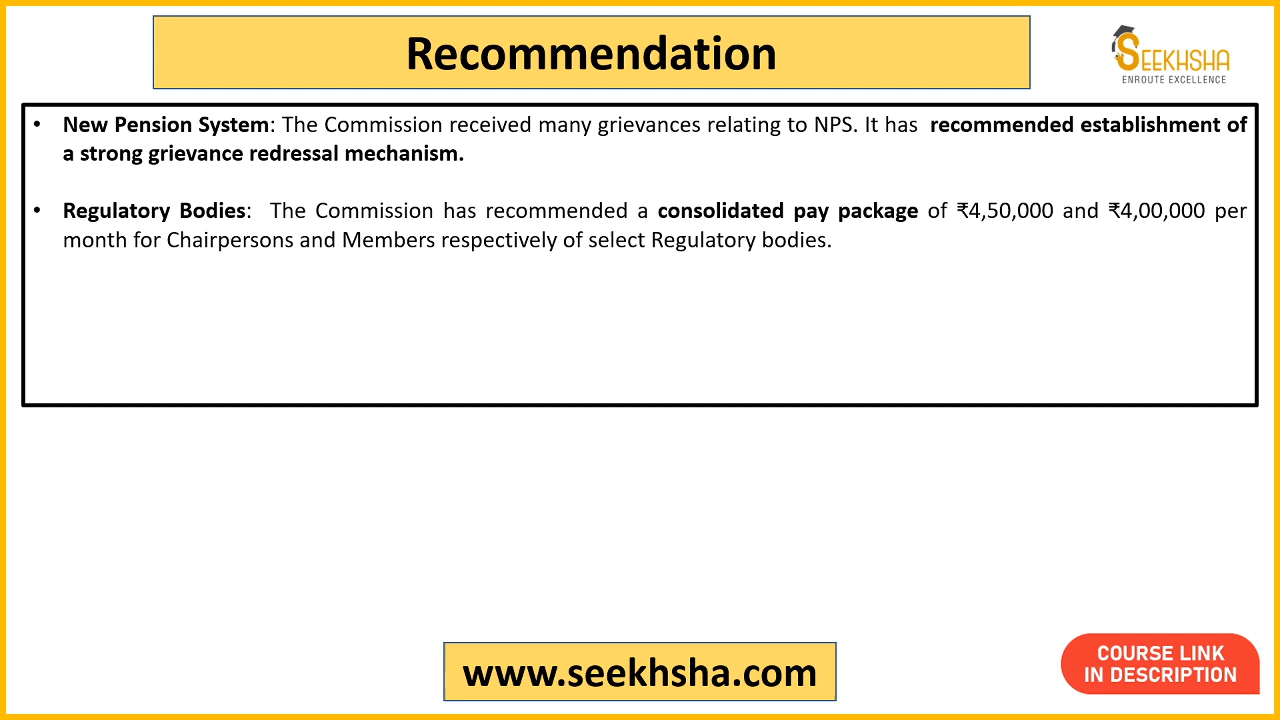 Recommendation
SEEKHSHA
ENROUTE EXCELLENCE
• New Pension System: The Commission received many grievances relating to NPS. It has recommended establishment of
a strong grievance redressal mechanism.
• Regulatory Bodies: The Commission has recommended a consolidated pay package of ₹4,50,000 and ₹4,00,000 per
month for Chairpersons and Members respectively of select Regulatory bodies.
www.seekhsha.com
COURSE LINK
IN DESCRIPTION